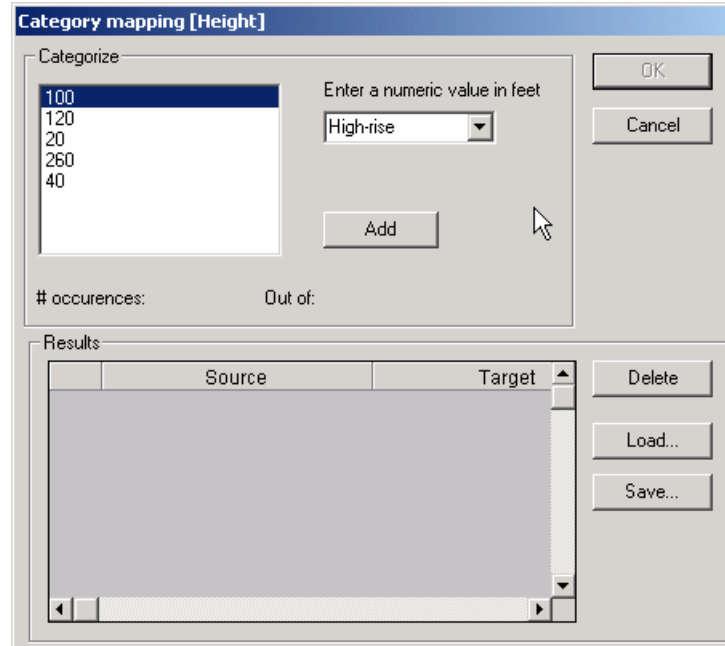 Category mapping [Height]
Categorize
100
120
20
260
40
Enter a numeric value in feet
High-rise
Add
# occurences:
Out of:
OK
Cancel
Results
Source
Target
Delete
Load...
Save...